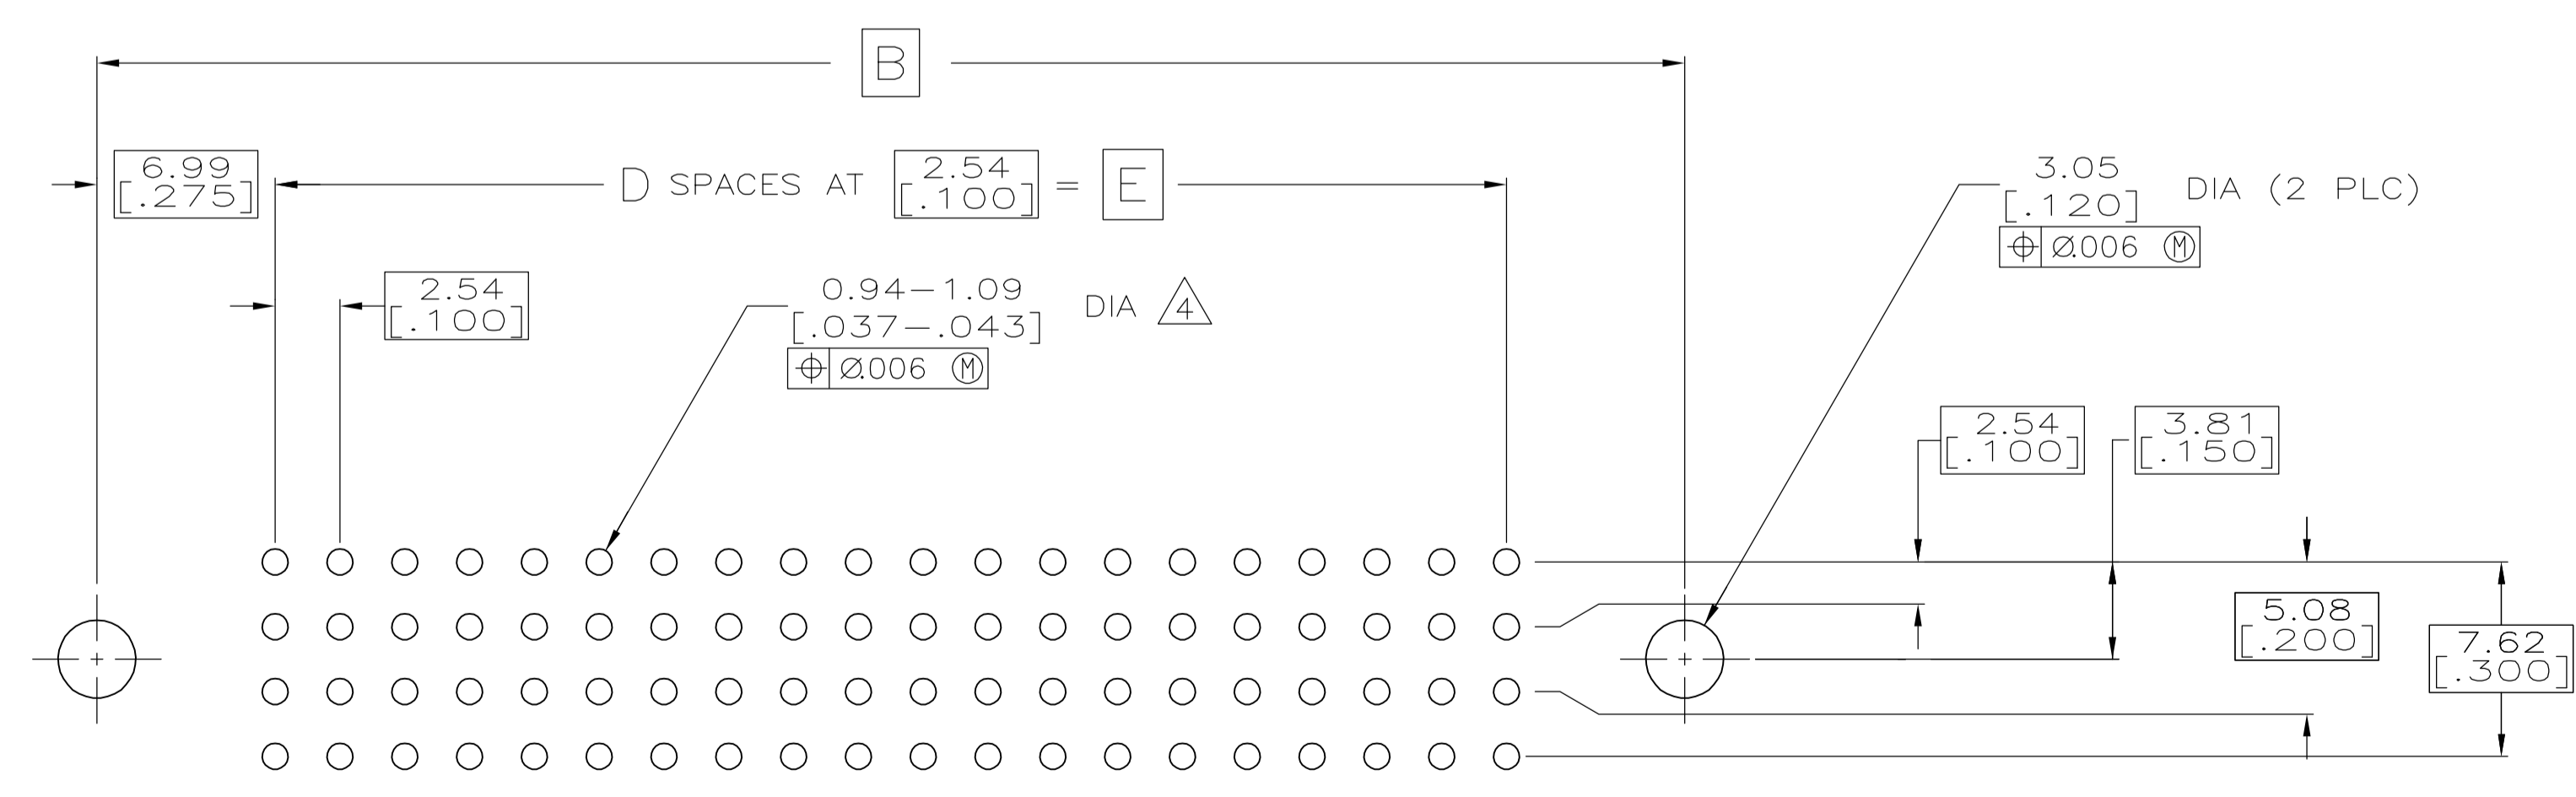 B
6.99
[.275]
D SPACES AT 2.54 [.100] = E
3.05
[.120]
DIA (2 PLC)
⌖ Ø.006 Ⓜ
2.54
[.100]
0.94-1.09
[.037-.043]
DIA 4
⌖ Ø.006 Ⓜ
2.54
[.100]
3.81
[.150]
5.08
[.200]
7.62
[.300]